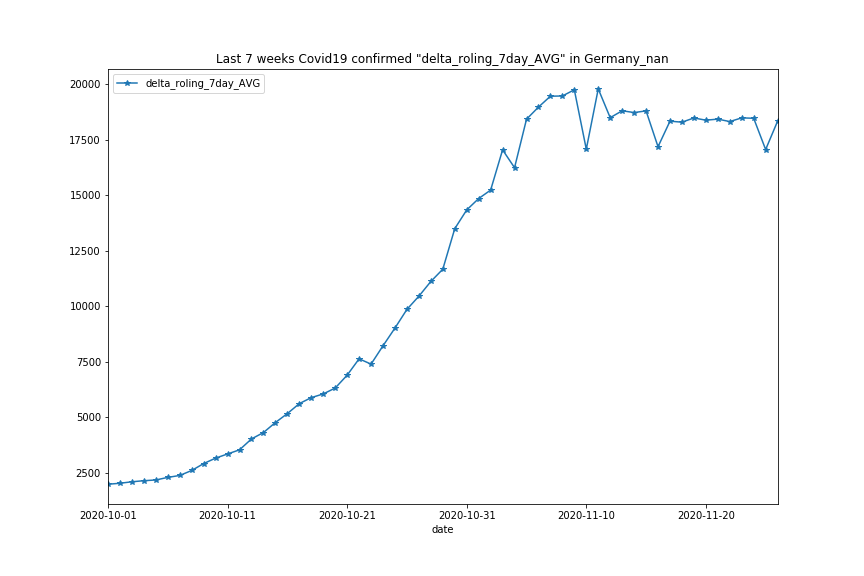 Last 7 weeks Covid19 confirmed "delta_roling_7day_AVG" in Germany_nan
delta_roling_7day_AVG
20000
17500
15000
12500
10000
7500
5000
2500
2020-10-01 2020-10-11 2020-10-21 2020-10-31 2020-11-10 2020-11-20
date